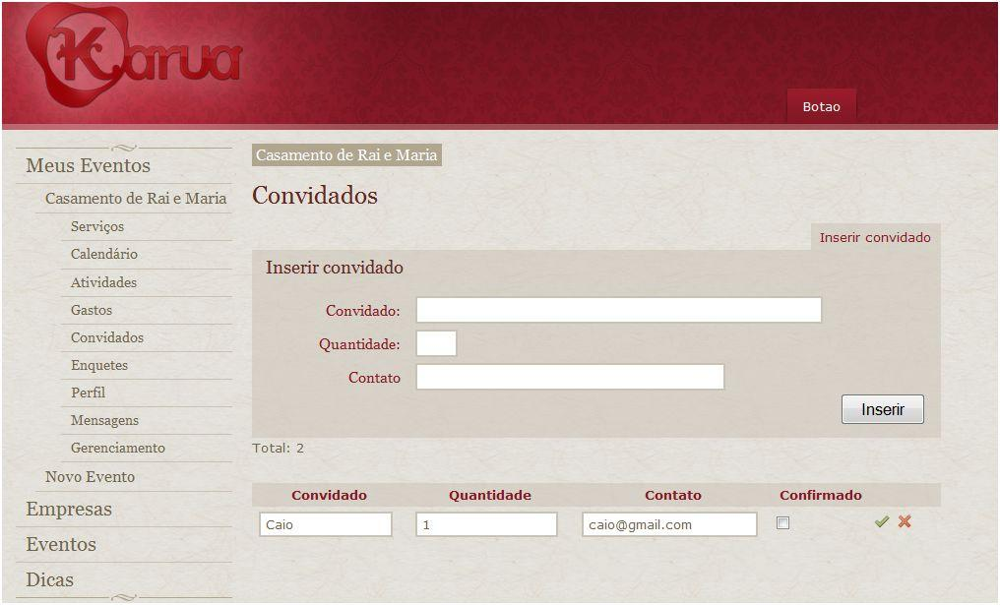 Karua
Botao
Meus Eventos
Casamento de Rai e Maria
Serviços
Calendário
Atividades
Gastos
Convidados
Enquetes
Perfil
Mensagens
Gerenciamento
Novo Evento
Empresas
Eventos
Dicas
Casamento de Rai e Maria
Convidados
Inserir convidado
Inserir convidado
Convidado:
Quantidade:
Contato
Inserir
Total: 2
Convidado Quantidade Contato Confirmado
Caio 1 caio@gmail.com